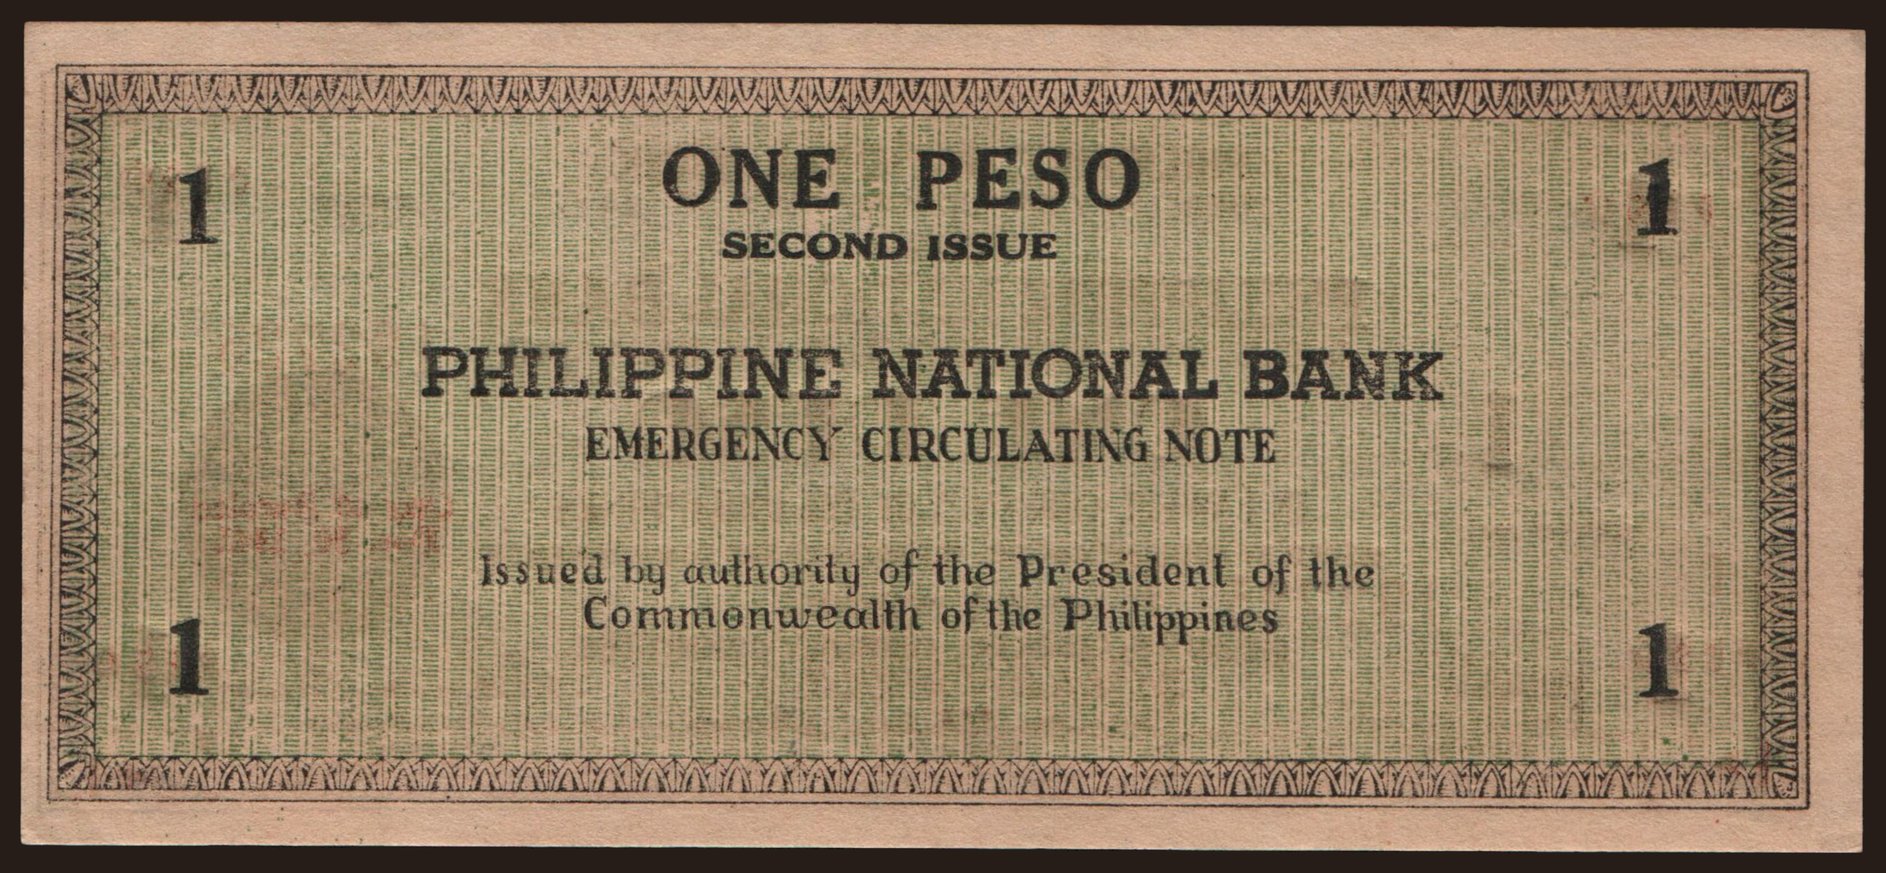 ONE PESO
SECOND ISSUE
1 1
PHILIPPINE NATIONAL BANK
EMERGENCY CIRCULATING NOTE
Issued by authority of the President of the
Commonwealth of the Philippines
1 1